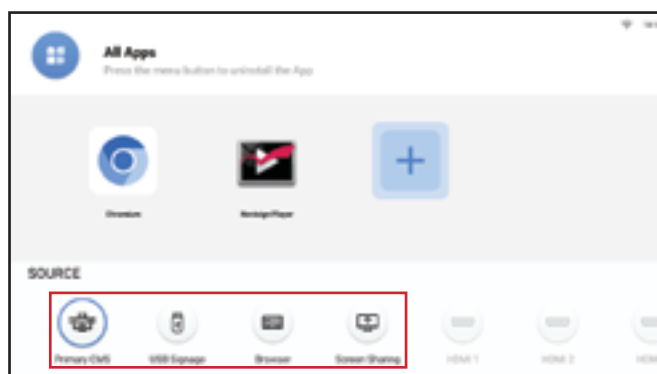 All Apps
Press the menu button to uninstall the App
Chromium
Player
SOURCE
Primary CMS
USB Signage
Browser
Screen Sharing
HDMI 1
HDMI 2
HDMI